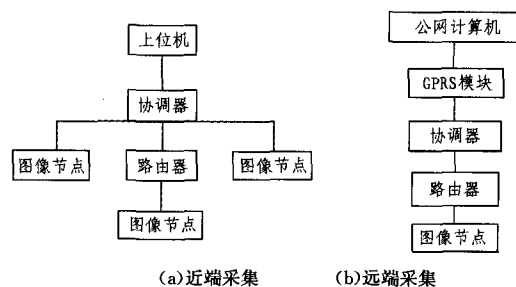 上位机
协调器
图像节点 路由器 图像节点
图像节点
(a)近端采集
公网计算机
GPRS模块
协调器
路由器
图像节点
(b)远端采集